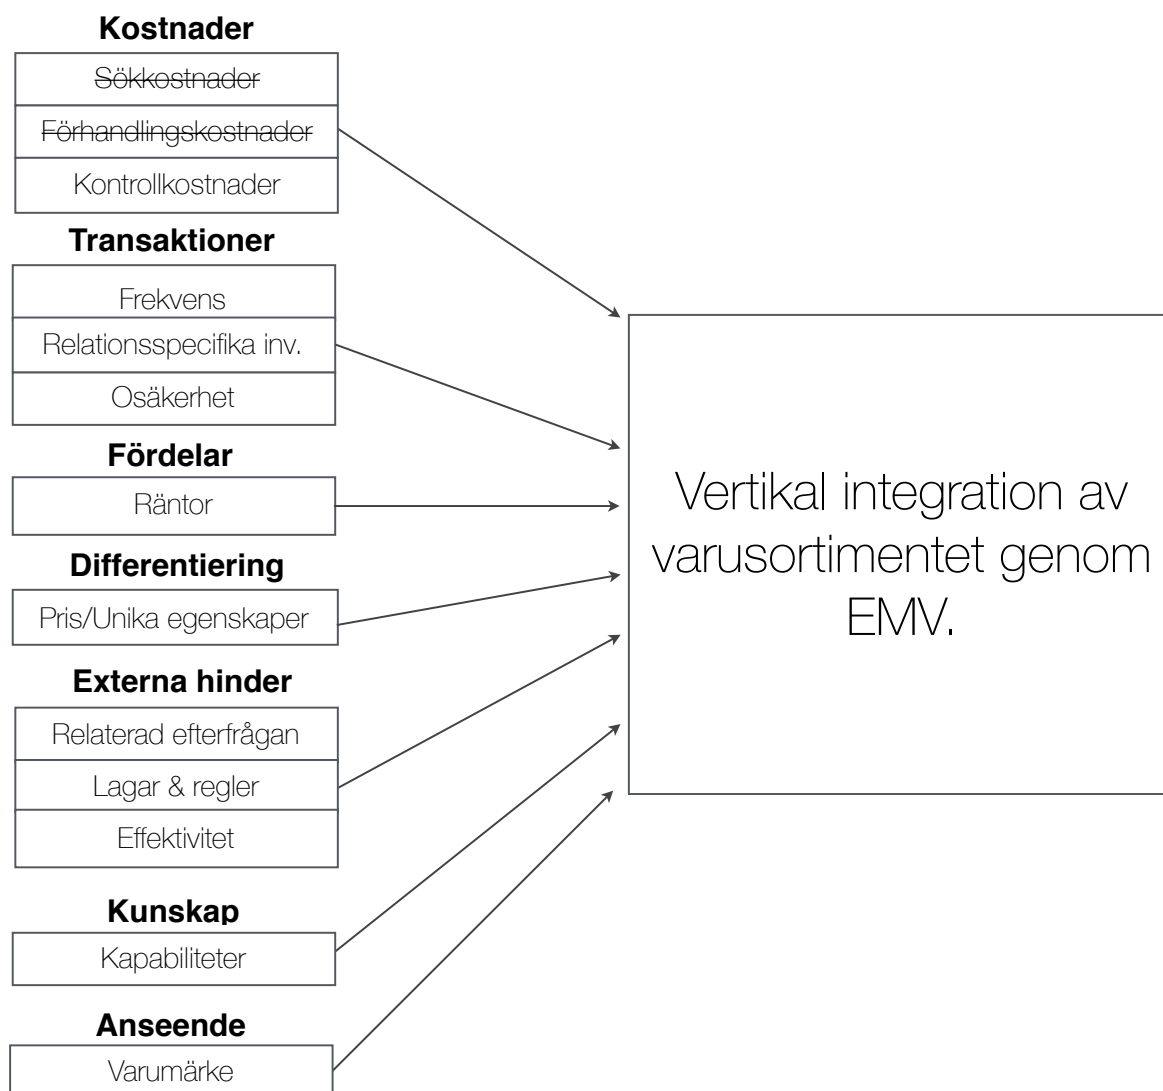 Kostnader
Sökkostnader
Förhandlingskostnader
Kontrollkostnader
Transaktioner
Frekvens
Relationsspecifika inv.
Osäkerhet
Fördelar
Räntor
Differentiering
Pris/Unika egenskaper
Externa hinder
Relaterad efterfrågan
Lagar & regler
Effektivitet
Kunskap
Kapabiliteter
Anseende
Varumärke
Vertikal integration av
varusortimentet genom
EMV.